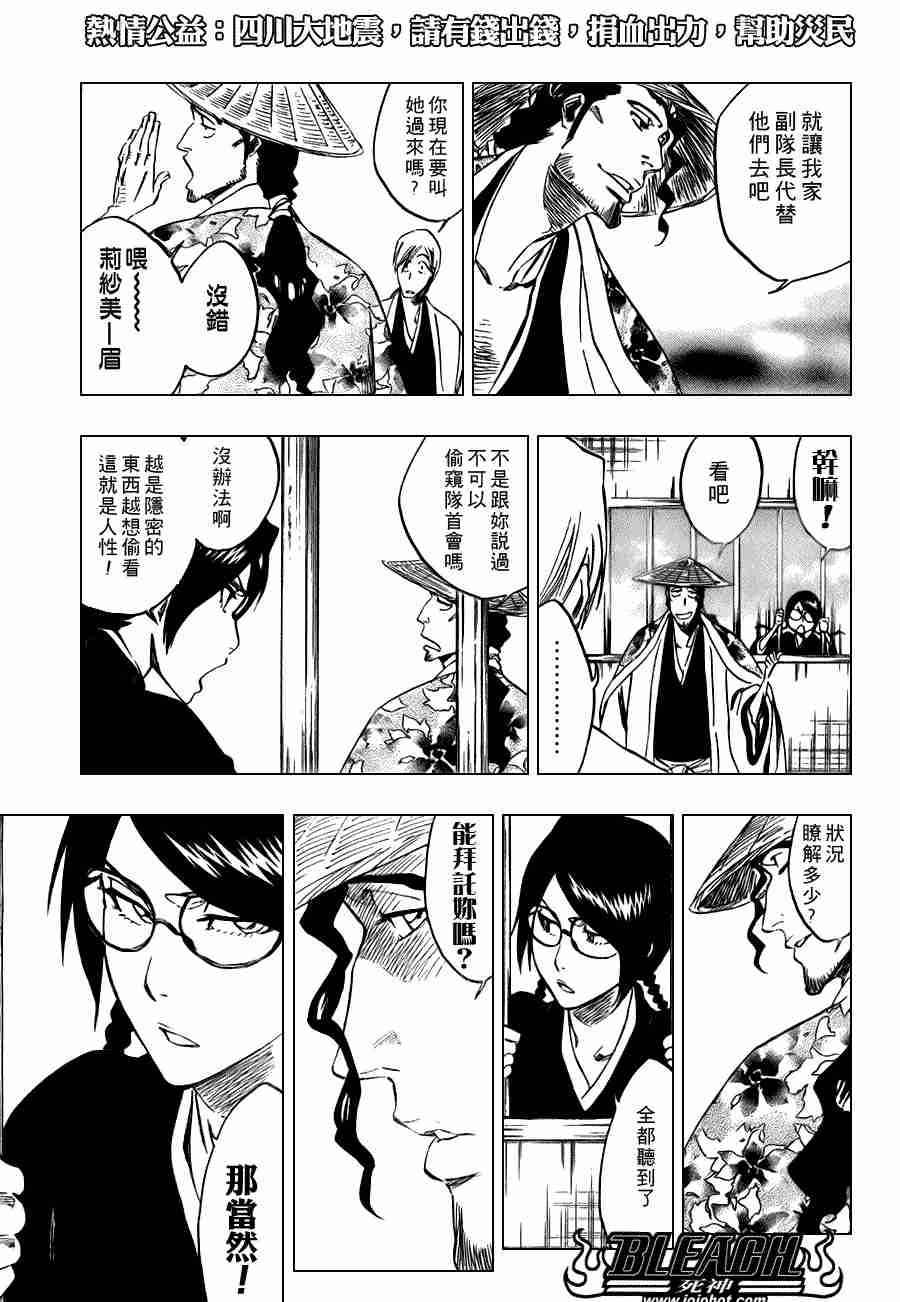 熱情公益：四川大地震，請有錢出錢，捐血出力，幫助災民
就讓我家
副隊長代替
他們去吧
你現在要叫
她過來嗎？
沒錯
喂～～～
莉紗美—眉
幹嘛！
看吧
………
不是跟妳說過
不可以
偷窺隊首會嗎
沒辦法啊
越是隱密的
東西越想偷看
這就是人性！
狀況
瞭解多少？
全都聽到了
能拜託妳嗎？
那當然！
BLEACH
死神
www.jojohot.com